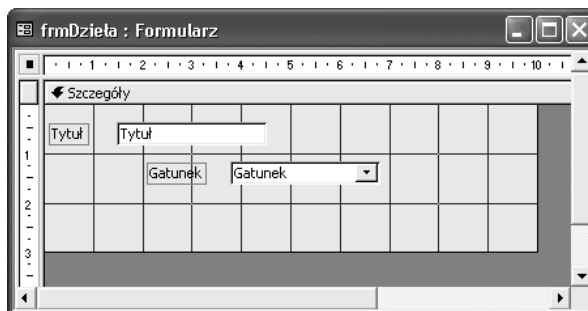 frmDzieła : Formularz
1 2 3 4 5 6 7 8 9 10
Szczegóły
Tytuł Tytuł
1
Gatunek Gatunek
2
3